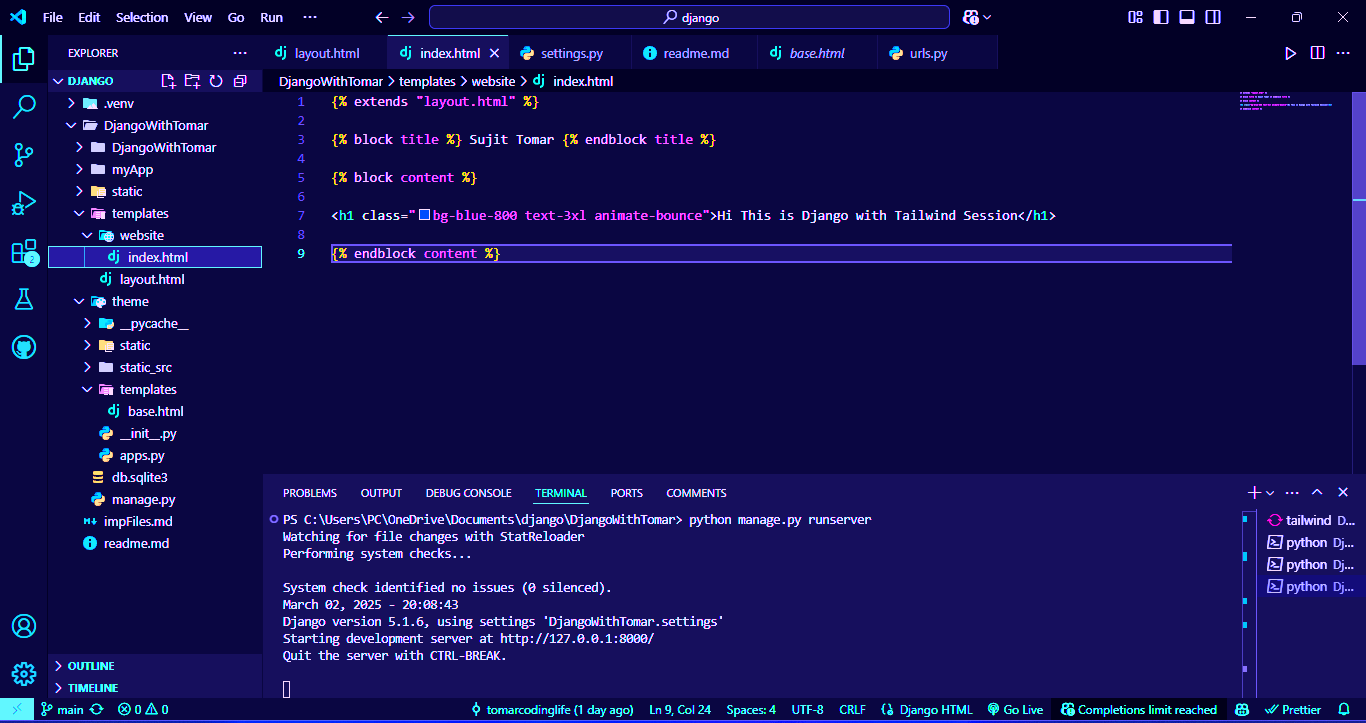 File Edit Selection View Go Run ··· django
EXPLORER ···
layout.html index.html settings.py readme.md base.html urls.py
DJANGO
DjangoWithTomar > templates > website > index.html
.venv
DjangoWithTomar
DjangoWithTomar
myApp
static
templates
website
index.html
layout.html
theme
__pycache__
static
static_src
templates
base.html
__init__.py
apps.py
db.sqlite3
manage.py
impFiles.md
readme.md
OUTLINE
TIMELINE
1 {% extends "layout.html" %}
2
3 {% block title %} Sujit Tomar {% endblock title %}
4
5 {% block content %}
6
7 <h1 class="bg-blue-800 text-3xl animate-bounce">Hi This is Django with Tailwind Session</h1>
8
9 {% endblock content %}
PROBLEMS OUTPUT DEBUG CONSOLE TERMINAL PORTS COMMENTS
PS C:\Users\PC\OneDrive\Documents\django\DjangoWithTomar> python manage.py runserver
Watching for file changes with StatReloader
Performing system checks...
System check identified no issues (0 silenced).
March 02, 2025 - 20:08:43
Django version 5.1.6, using settings 'DjangoWithTomar.settings'
Starting development server at http://127.0.0.1:8000/
Quit the server with CTRL-BREAK.
tailwind D...
python Dj...
python Dj...
python Dj...
2
main 0 0 tomarcodinglife (1 day ago) Ln 9, Col 24 Spaces: 4 UTF-8 CRLF Django HTML Go Live Completions limit reached Prettier